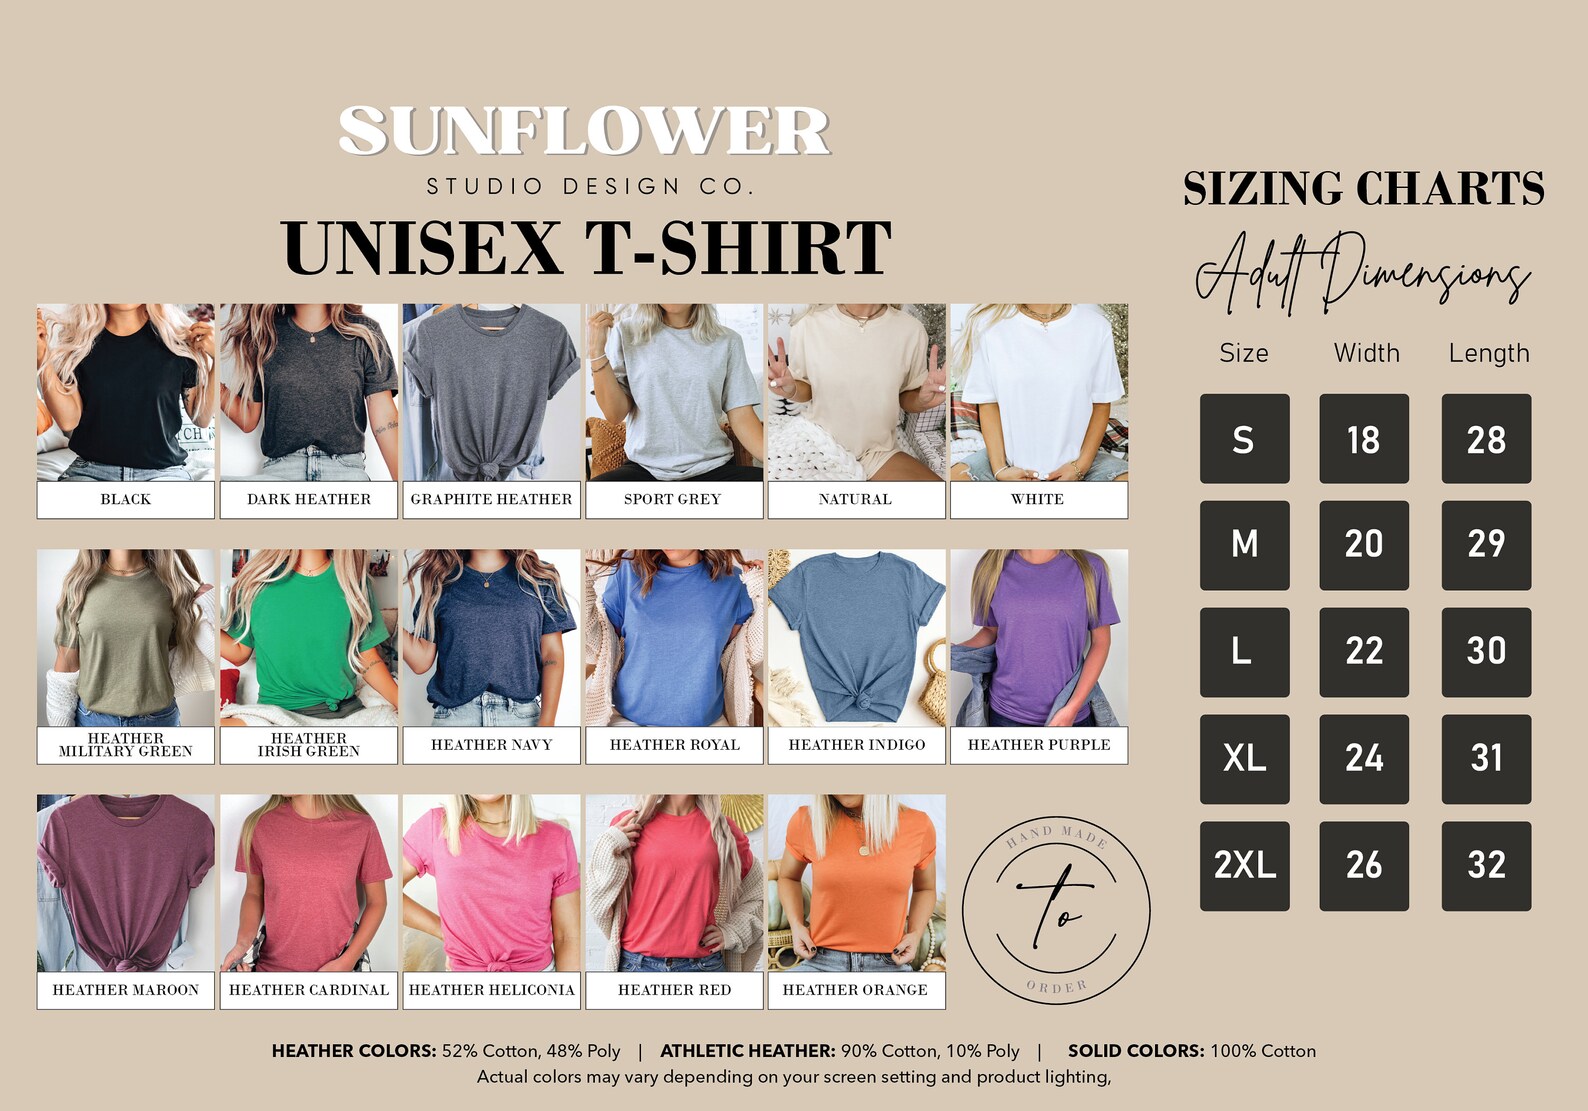 SUNFLOWER
STUDIO DESIGN CO.
UNISEX T-SHIRT
BLACK
DARK HEATHER
GRAPHITE HEATHER
SPORT GREY
NATURAL
WHITE
HEATHER
MILITARY GREEN
HEATHER
IRISH GREEN
HEATHER NAVY
HEATHER ROYAL
HEATHER INDIGO
HEATHER PURPLE
HEATHER MAROON
HEATHER CARDINAL
HEATHER HELICONIA
HEATHER RED
HEATHER ORANGE
HAND MADE
to
ORDER
SIZING CHARTS
Adult Dimensions
Size Width Length
S 18 28
M 20 29
L 22 30
XL 24 31
2XL 26 32
HEATHER COLORS: 52% Cotton, 48% Poly | ATHLETIC HEATHER: 90% Cotton, 10% Poly | SOLID COLORS: 100% Cotton
Actual colors may vary depending on your screen setting and product lighting,